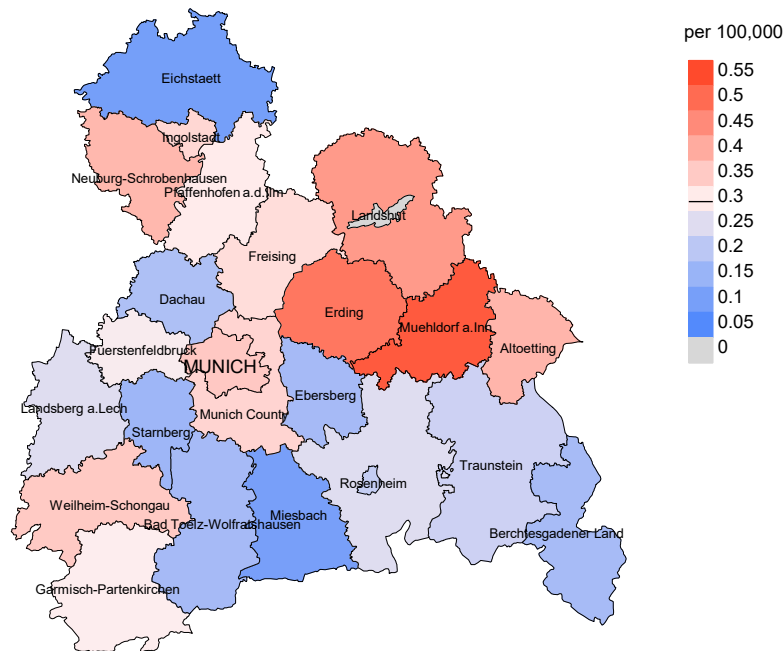 per 100,000
0.55
0.5
0.45
0.4
0.35
0.3
0.25
0.2
0.15
0.1
0.05
0
Eichstaett
Ingolstadt
Neuburg-Schrobenhausen
Pfaffenhofen a.d.Ilm
Landshut
Freising
Dachau
Erding
Muehldorf a.Inn
Altoetting
Fuerstenfeldbruck
MUNICH
Ebersberg
Landsberg a.Lech
Munich County
Starnberg
Traunstein
Rosenheim
Weilheim-Schongau
Miesbach
Bad Toelz-Wolfratshausen
Berchtesgadener Land
Garmisch-Partenkirchen